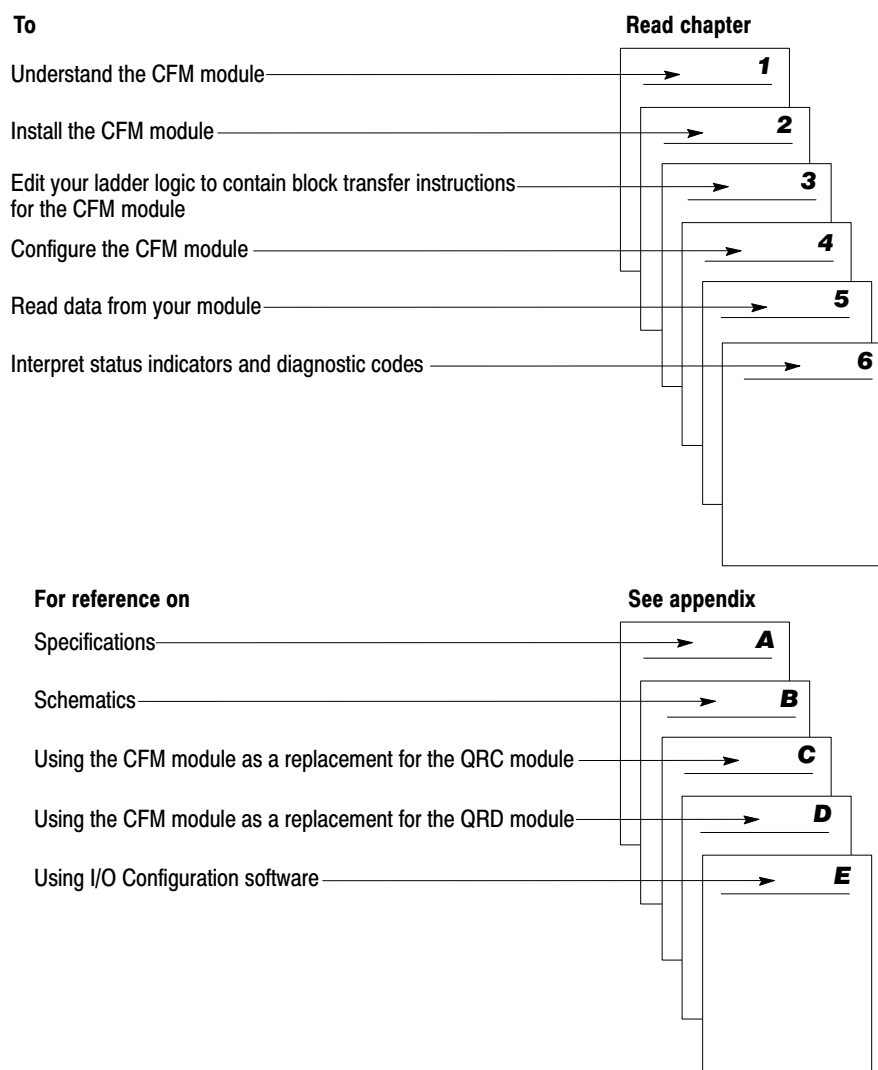 To Read chapter
Understand the CFM module 1
Install the CFM module 2
Edit your ladder logic to contain block transfer instructions 3
for the CFM module
Configure the CFM module 4
Read data from your module 5
Interpret status indicators and diagnostic codes 6
For reference on See appendix
Specifications A
Schematics B
Using the CFM module as a replacement for the QRC module C
Using the CFM module as a replacement for the QRD module D
Using I/O Configuration software E